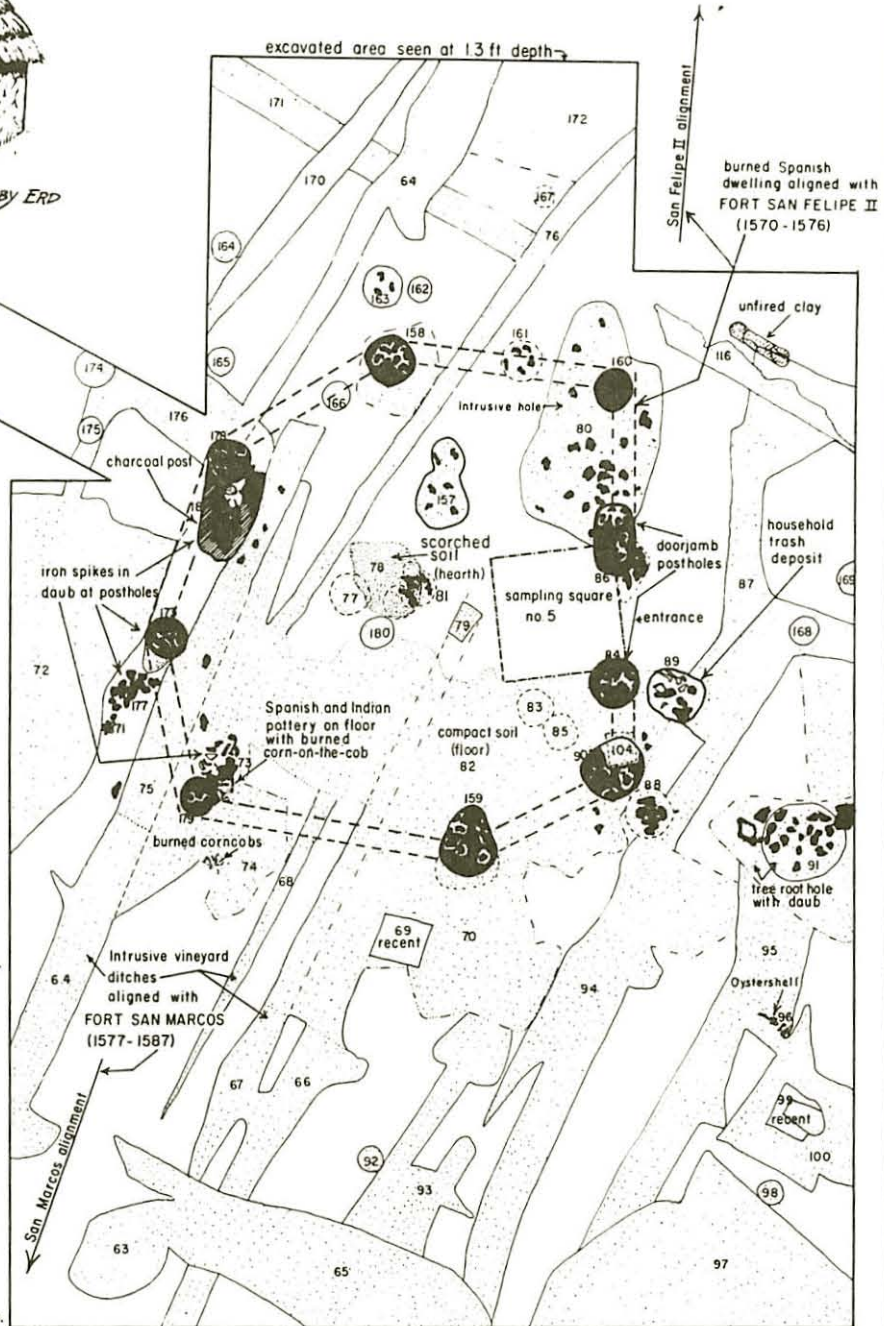 excavated area seen at 1.3 ft depth
BY ERD
171
172
170
64
167
76
San Felipe II alignment
burned Spanish
dwelling aligned with
FORT SAN FELIPE II
(1570-1576)
164
163
162
158
161
160
unfired clay
116
174
165
166
176
175
178
Intrusive hole
80
charcoal post
157
scorched
soil
(hearth)
78
77
81
180
79
doorjamb
postholes
86
household
trash
deposit
87
169
iron spikes in
daub at postholes
sampling square
no. 5
entrance
168
173
72
84
89
177
171
83
85
Spanish and Indian
pottery on floor
with burned
corn-on-the-cob
compact soil
(floor)
82
73
90
104
75
159
88
179
burned corncobs
74
68
91
tree root hole
with daub
69
recent
70
64
Intrusive vineyard
ditches
aligned with
FORT SAN MARCOS
(1577-1587)
94
95
Oystershell
96
67
66
99
recent
100
San Marcos alignment
92
93
98
63
65
97